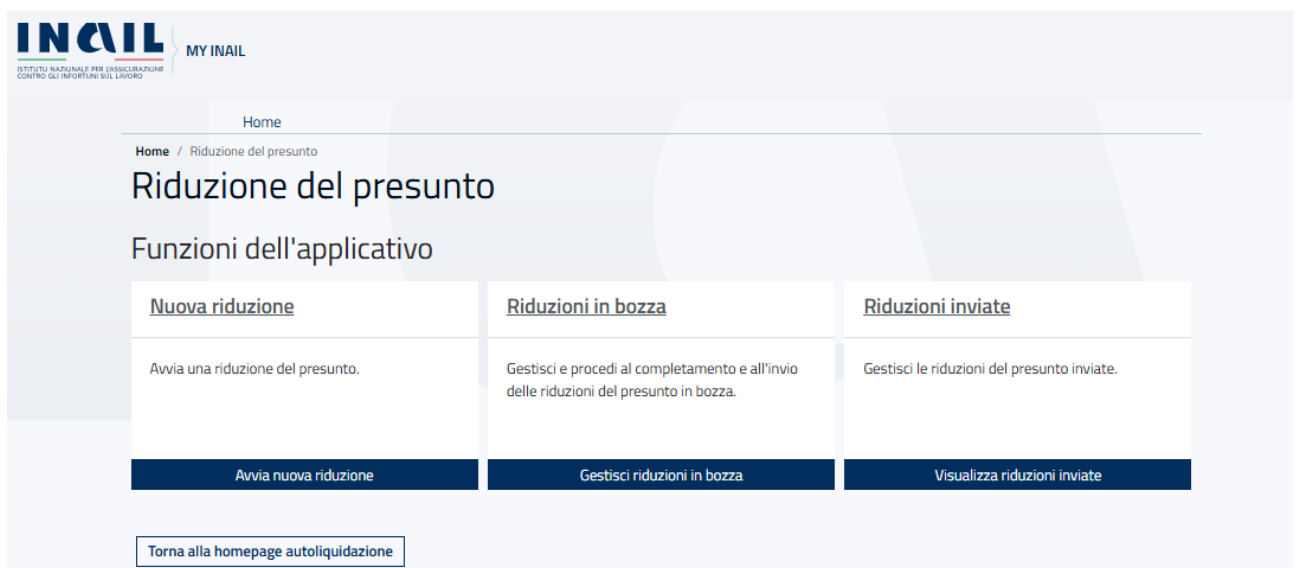 INAIL
MY INAIL
ISTITUTO NAZIONALE PER L'ASSICURAZIONE
CONTRO GLI INFORTUNI SUL LAVORO
Home
Home / Riduzione del presunto
Riduzione del presunto
Funzioni dell'applicativo
Nuova riduzione
Avvia una riduzione del presunto.
Avvia nuova riduzione
Riduzioni in bozza
Gestisci e procedi al completamento e all'invio
delle riduzioni del presunto in bozza.
Gestisci riduzioni in bozza
Riduzioni inviate
Gestisci le riduzioni del presunto inviate.
Visualizza riduzioni inviate
Torna alla homepage autoliquidazione